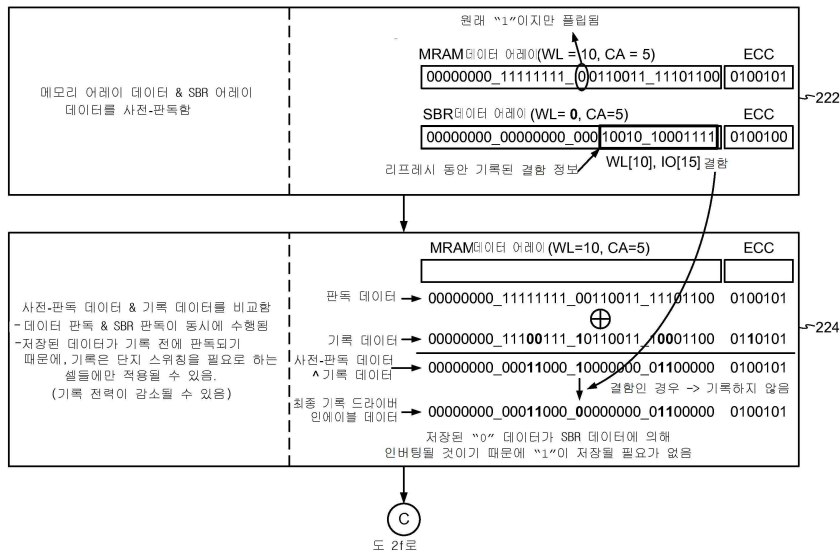 원래 "1"이지만 플립됨
MRAM데이터 어레이(WL = 10, CA = 5) ECC
00000000_11111111_00110011_11101100 0100101
메모리 어레이 데이터 & SBR 어레이
데이터를 사전-판독함
222
SBR데이터 어레이 (WL= 0, CA=5) ECC
00000000_00000000_00010010_10001111 0100100
리프레시 동안 기록된 결함 정보
WL[10], IO[15] 결함
MRAM데이터 어레이(WL=10, CA=5) ECC
사전-판독 데이터 & 기록 데이터를 비교함
-데이터 판독 & SBR 판독이 동시에 수행됨
-저장된 데이터가 기록 전에 판독되기
때문에, 기록은 단지 스위칭을 필요로 하는
셀들에만 적용될 수 있음.
(기록 전력이 감소될 수 있음)
224
판독 데이터 00000000_11111111_00110011_11101100 0100101
기록 데이터 00000000_11100111_10110011_10001100 0110101
사전-판독 데이터
^기록 데이터 00000000_00011000_10000000_01100000 0100101
결함인 경우 -> 기록하지 않음
최종 기록 드라이버
인에이블 데이터 00000000_00011000_00000000_01100000 0100101
저장된 "0" 데이터가 SBR 데이터에 의해
인버팅될 것이기 때문에 "1"이 저장될 필요가 없음
C
도 2f로